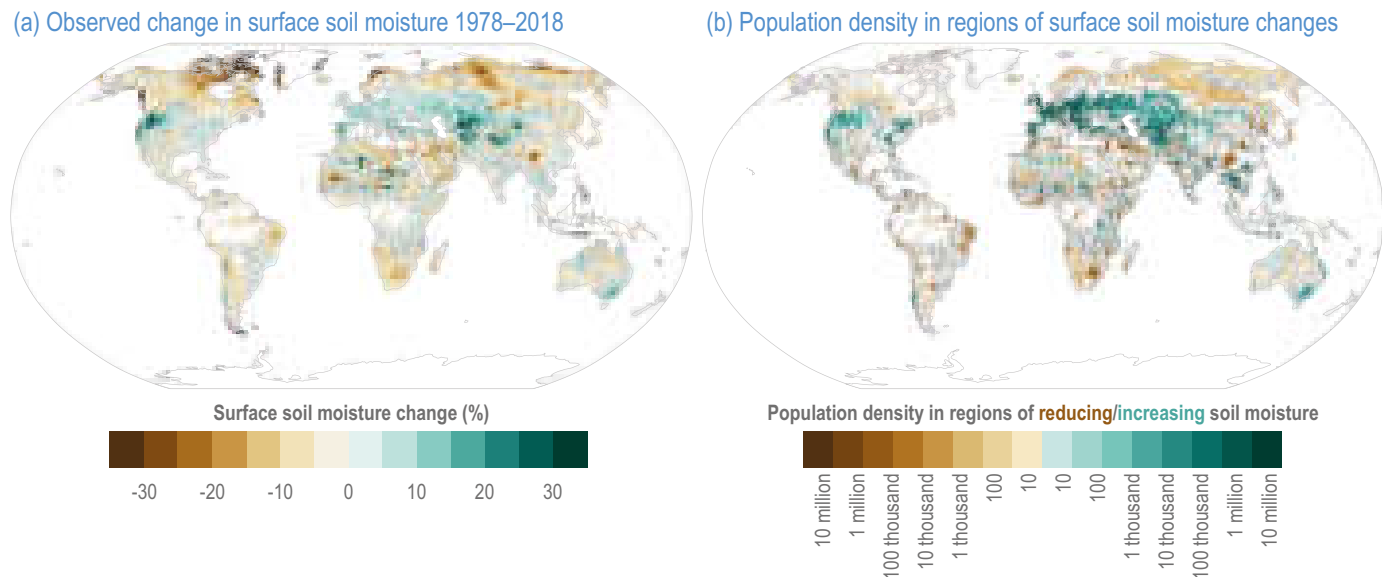 (a) Observed change in surface soil moisture 1978–2018
(b) Population density in regions of surface soil moisture changes
Surface soil moisture change (%)
-30 -20 -10 0 10 20 30
Population density in regions of reducing/increasing soil moisture
10 million
1 million
100 thousand
10 thousand
1 thousand
100
10
10
100
1 thousand
10 thousand
100 thousand
1 million
10 million